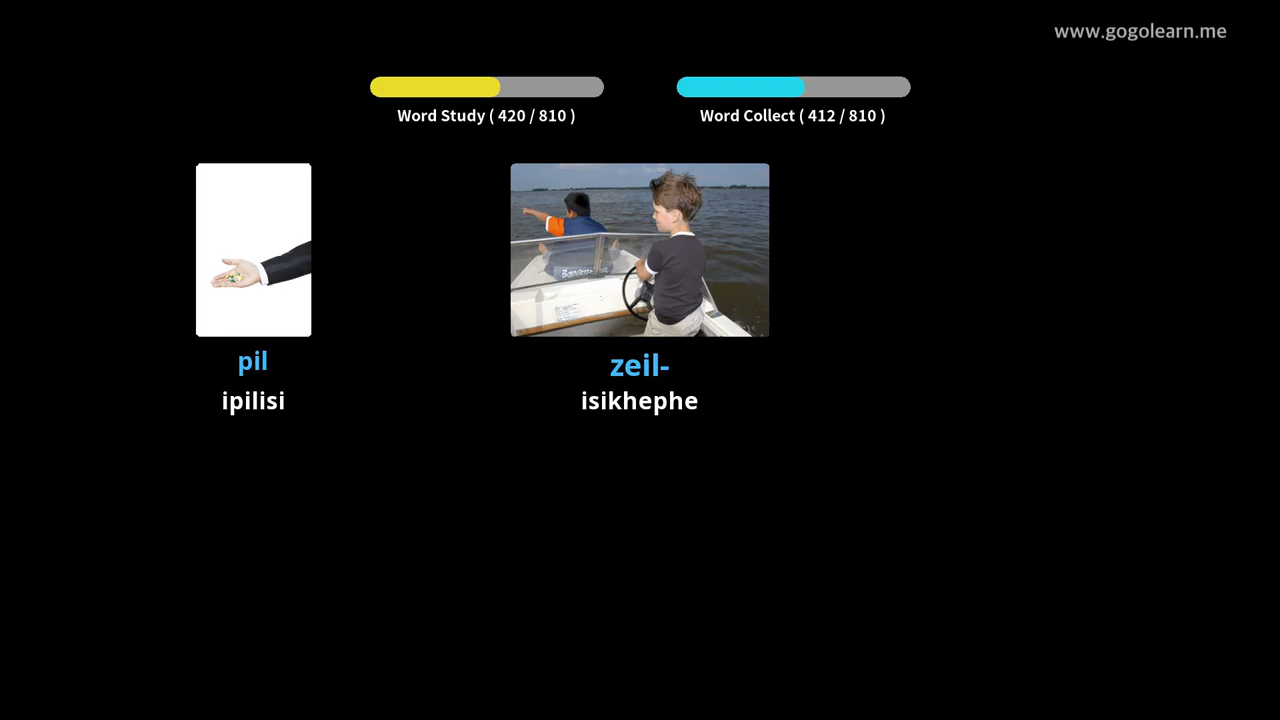 www.gogolearn.me
Word Study ( 420 / 810 )
Word Collect ( 412 / 810 )
pil
ipilisi
zeil-
isikhephe